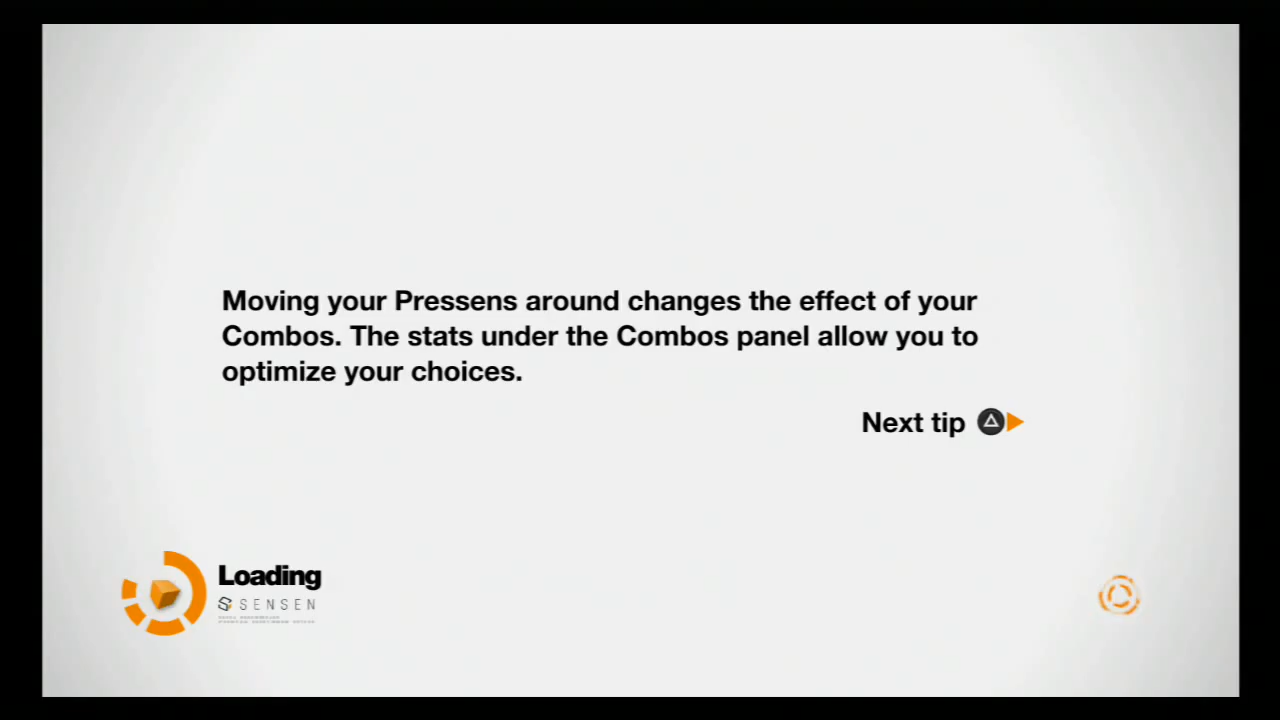 Moving your Pressens around changes the effect of your
Combos. The stats under the Combos panel allow you to
optimize your choices.
Next tip
Loading
SENSEN